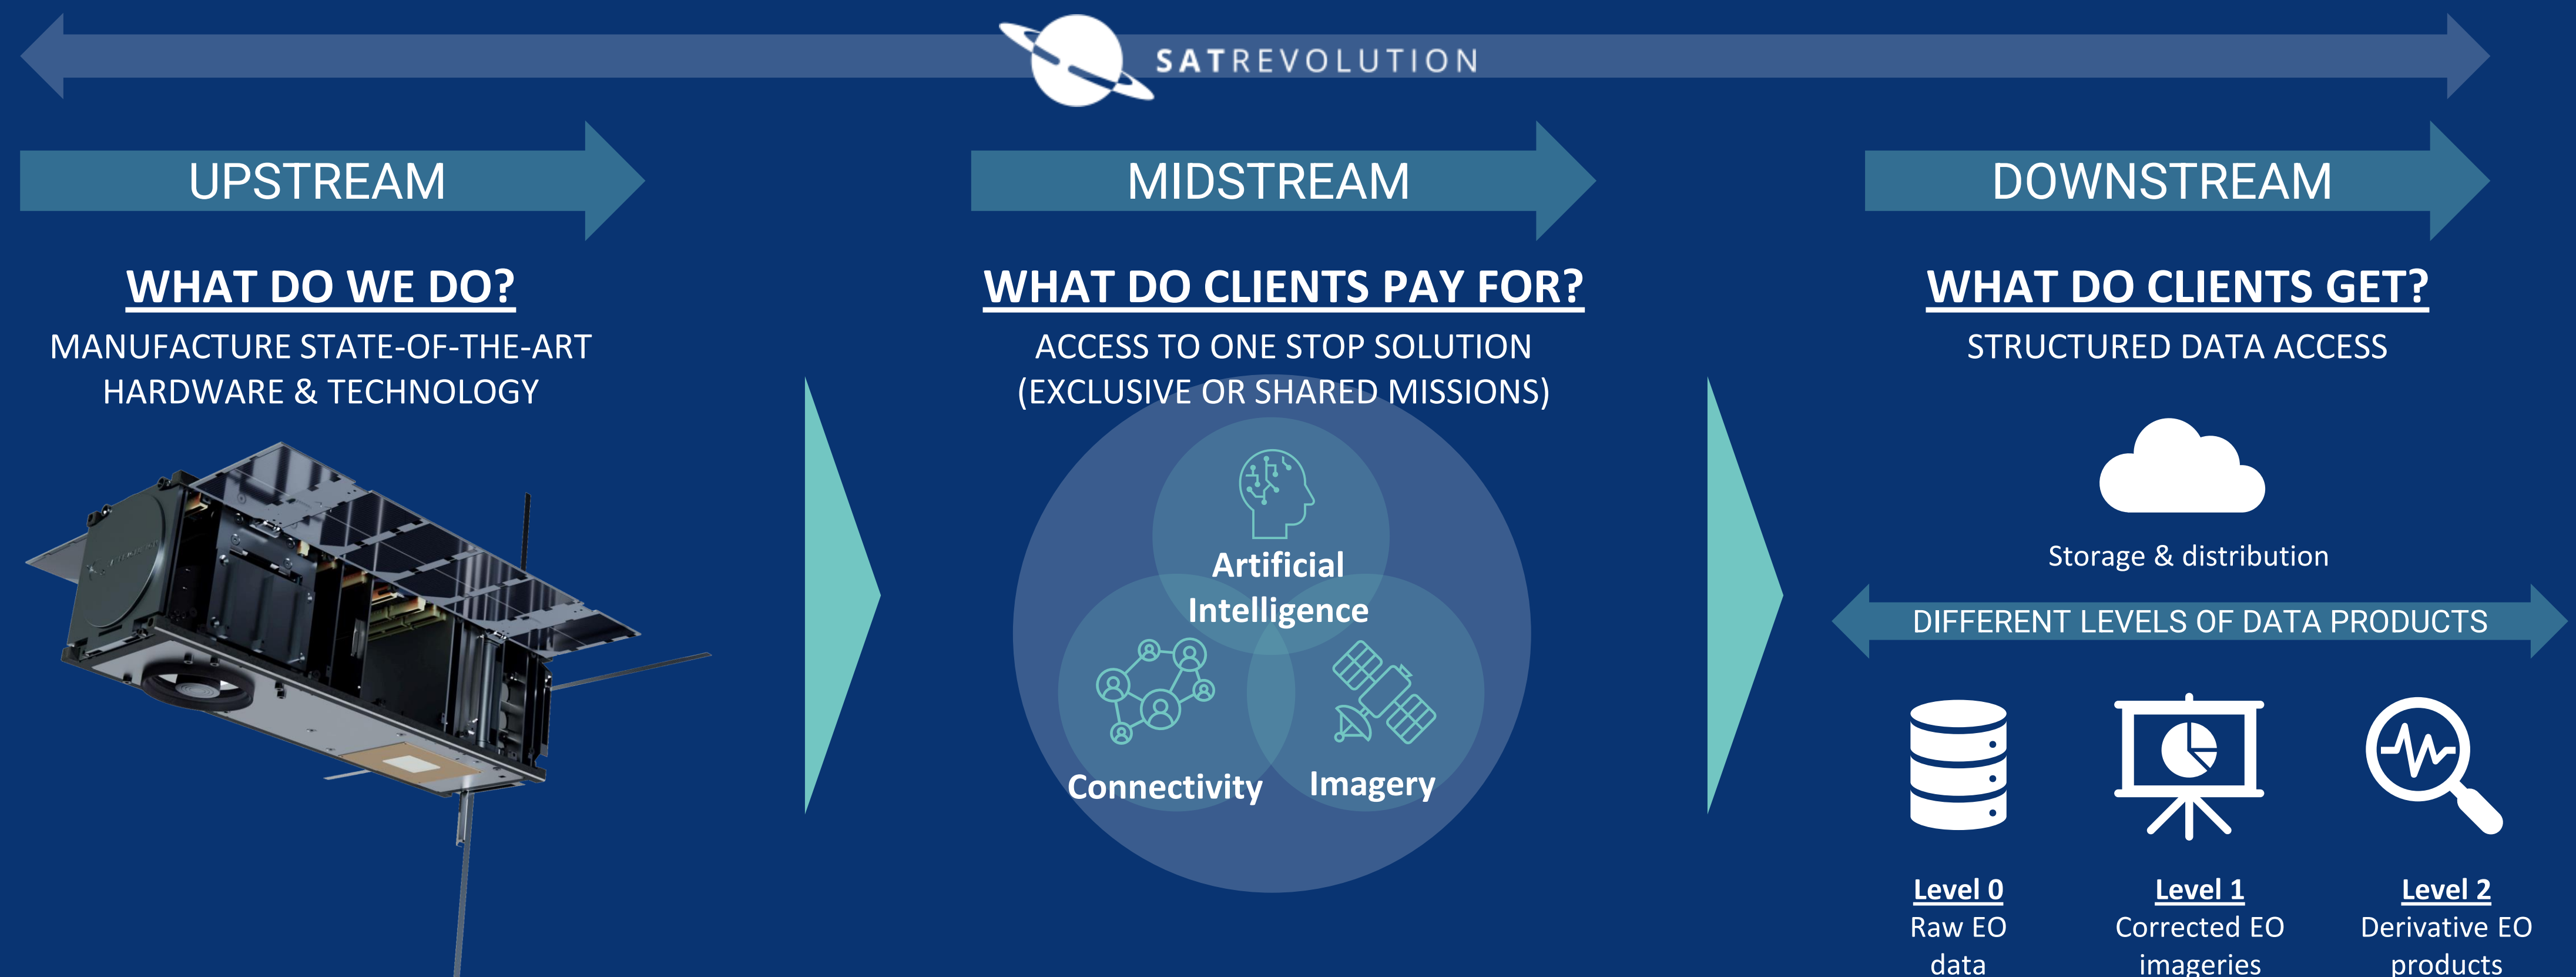 SATREVOLUTION
UPSTREAM
WHAT DO WE DO?
MANUFACTURE STATE-OF-THE-ART
HARDWARE & TECHNOLOGY
MIDSTREAM
WHAT DO CLIENTS PAY FOR?
ACCESS TO ONE STOP SOLUTION
(EXCLUSIVE OR SHARED MISSIONS)
Artificial
Intelligence
Connectivity
Imagery
DOWNSTREAM
WHAT DO CLIENTS GET?
STRUCTURED DATA ACCESS
Storage & distribution
DIFFERENT LEVELS OF DATA PRODUCTS
Level 0
Raw EO
data
Level 1
Corrected EO
imageries
Level 2
Derivative EO
products